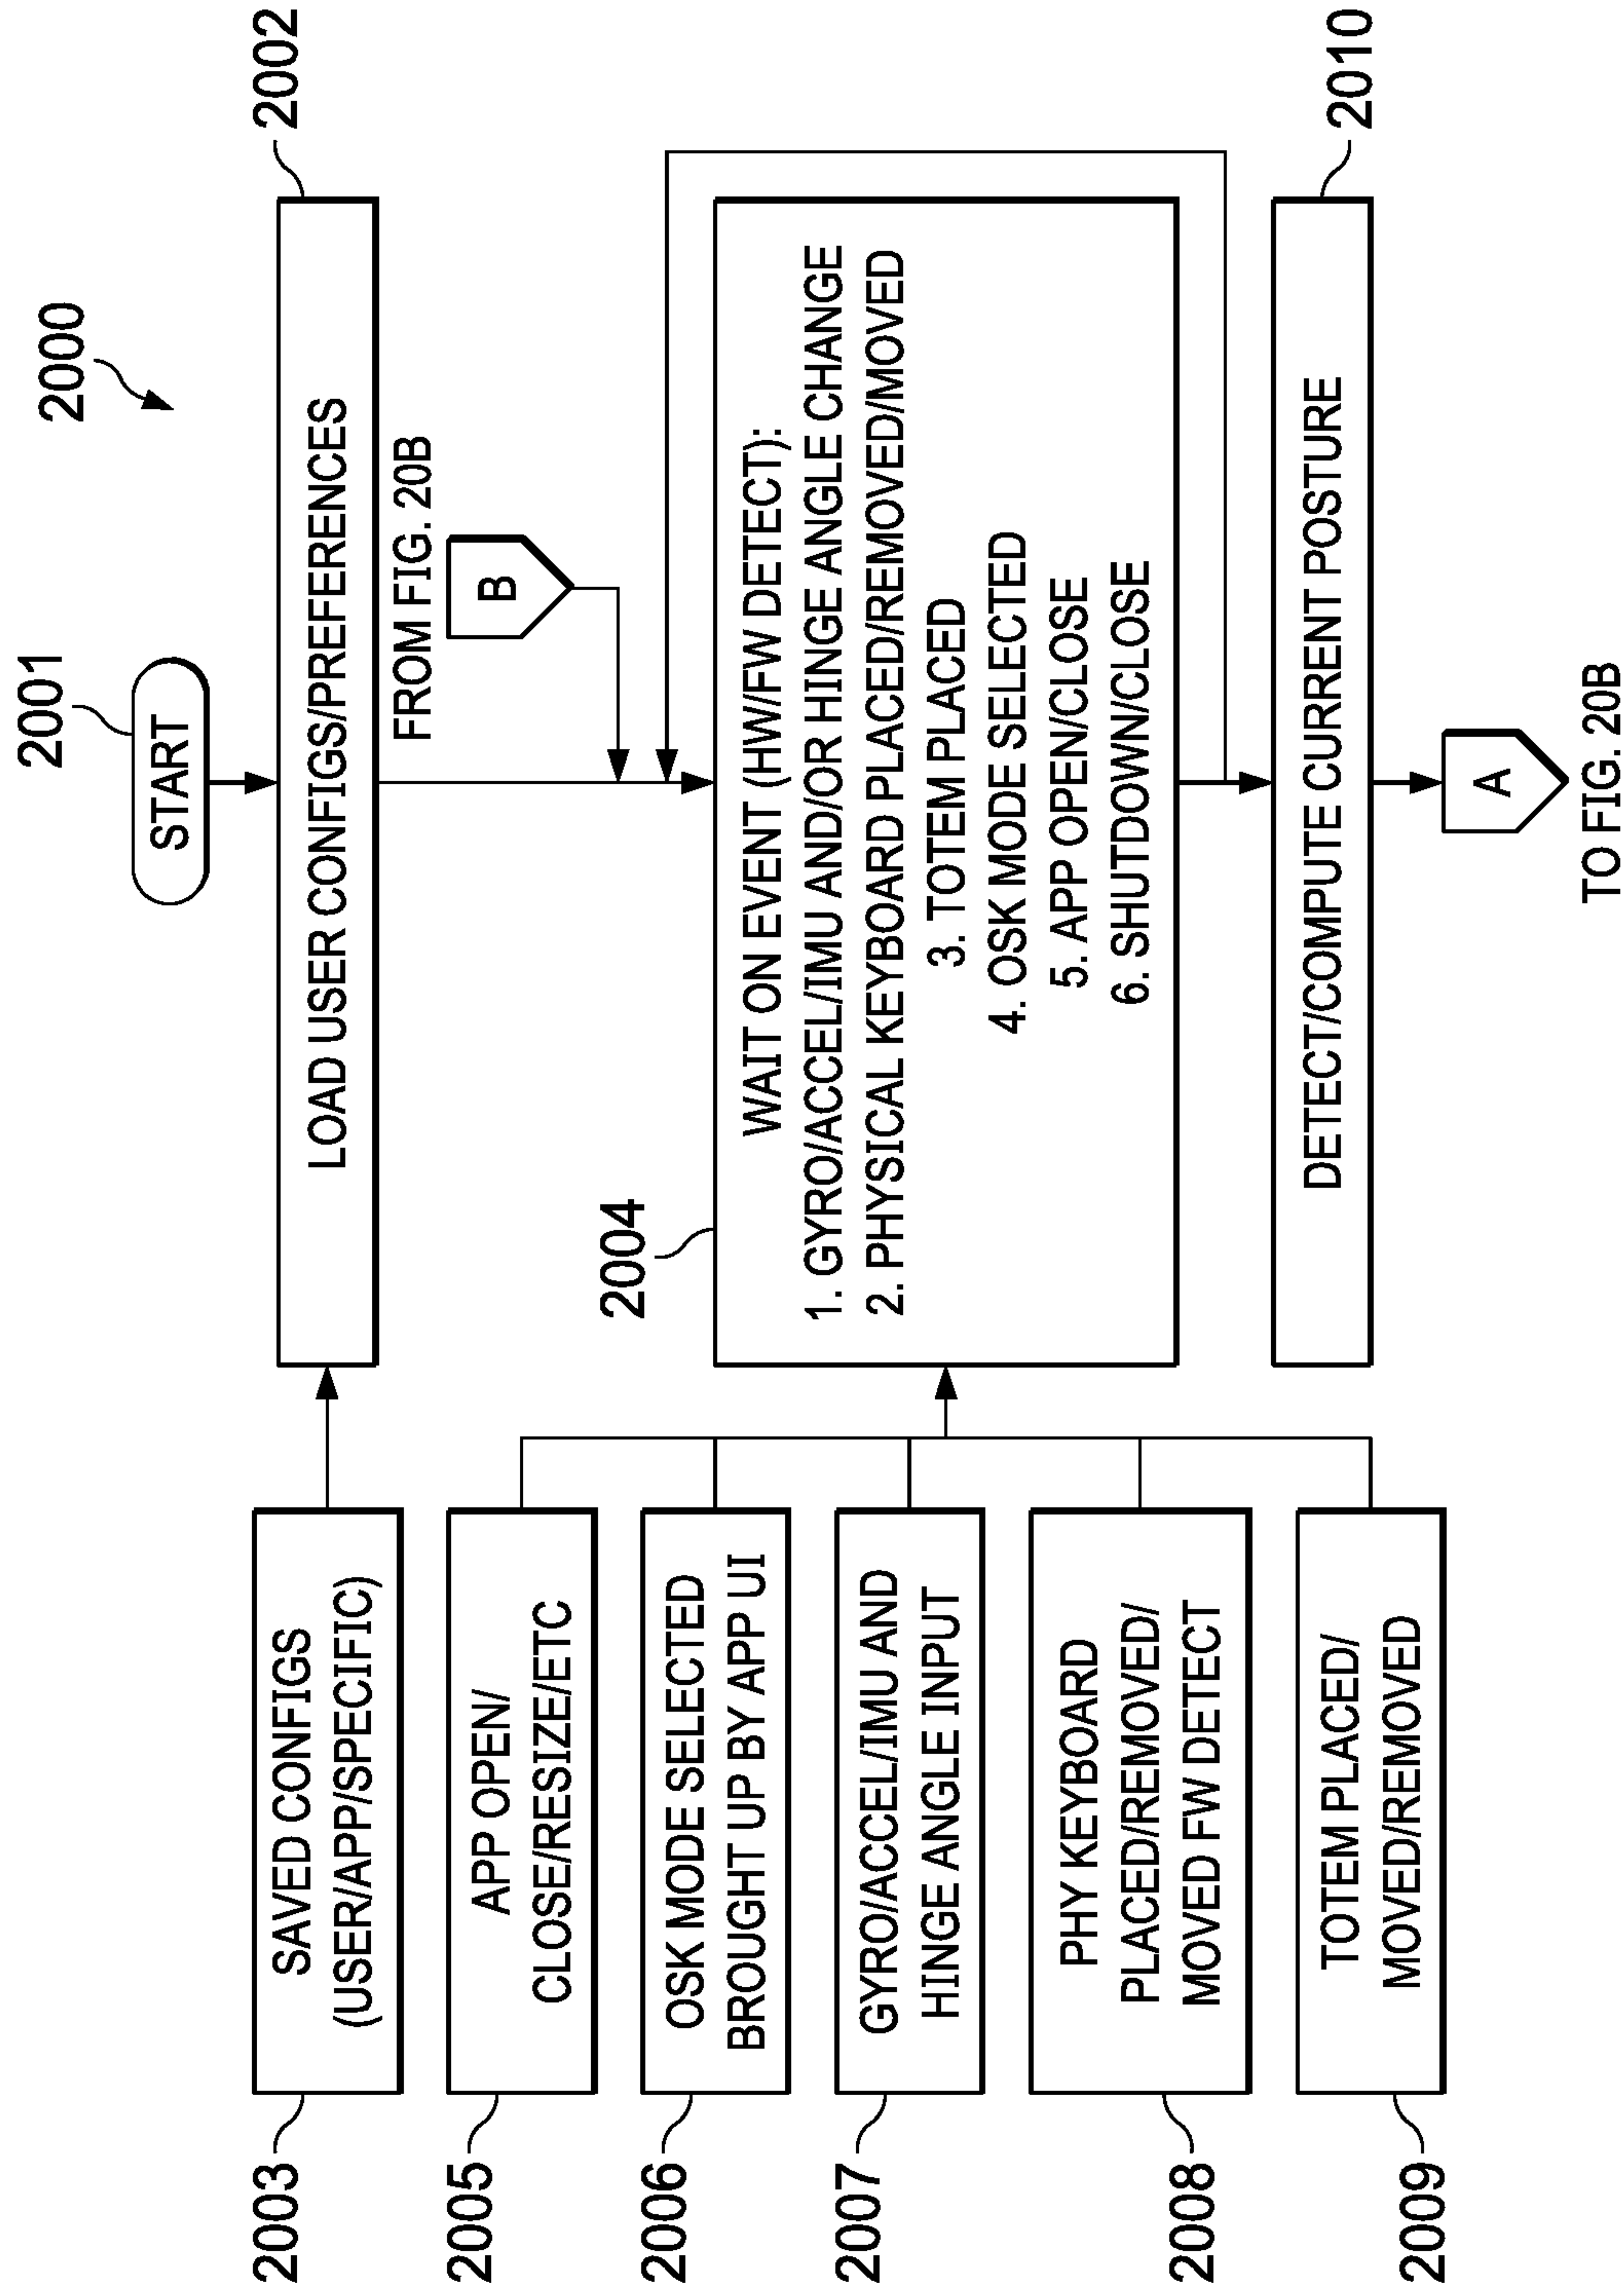 2000
2001
START
2002
LOAD USER CONFIGS/PREFERENCES
2003
SAVED CONFIGS
(USER/APP/SPECIFIC)
FROM FIG. 20B
B
2004
WAIT ON EVENT (HW/FW DETECT):
1. GYRO/ACCEL/IMU AND/OR HINGE ANGLE CHANGE
2. PHYSICAL KEYBOARD PLACED/REMOVED/MOVED
3. TOTEM PLACED
4. OSK MODE SELECTED
5. APP OPEN/CLOSE
6. SHUTDOWN/CLOSE
2005
APP OPEN/
CLOSE/RESIZE/ETC
2006
OSK MODE SELECTED
BROUGHT UP BY APP UI
2007
GYRO/ACCEL/IMU AND
HINGE ANGLE INPUT
2008
PHY KEYBOARD
PLACED/REMOVED/
MOVED FW DETECT
2009
TOTEM PLACED/
MOVED/REMOVED
2010
DETECT/COMPUTE CURRENT POSTURE
A
TO FIG. 20B